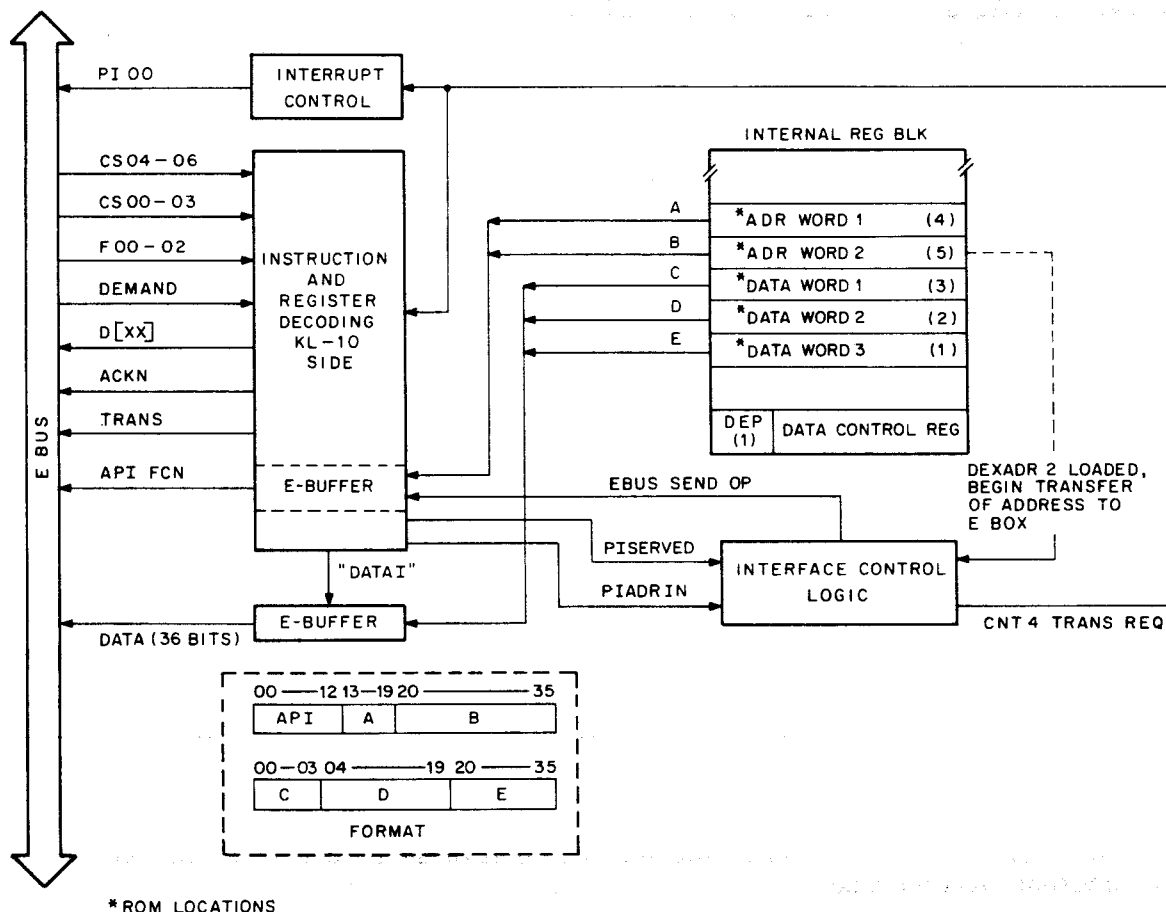 PI 00
INTERRUPT
CONTROL
INTERNAL REG BLK
CS04-06
CS00-03
F00-02
DEMAND
D[XX]
ACKN
TRANS
API FCN
E BUS
INSTRUCTION
AND
REGISTER
DECODING
KL-10
SIDE
E-BUFFER
A
B
C
D
E
*ADR WORD 1 (4)
*ADR WORD 2 (5)
*DATA WORD 1 (3)
*DATA WORD 2 (2)
*DATA WORD 3 (1)
DEP
(1)
DATA CONTROL REG
DEXADR 2 LOADED,
BEGIN TRANSFER
OF ADDRESS TO
E BOX
EBUS SEND OP
PISERVED
PIADRIN
INTERFACE CONTROL
LOGIC
CNT 4 TRANS REQ
"DATAI"
E-BUFFER
DATA (36 BITS)
00 — 12 13 — 19 20 — 35
API A B
00 — 03 04 — 19 20 — 35
C D E
FORMAT
*ROM LOCATIONS